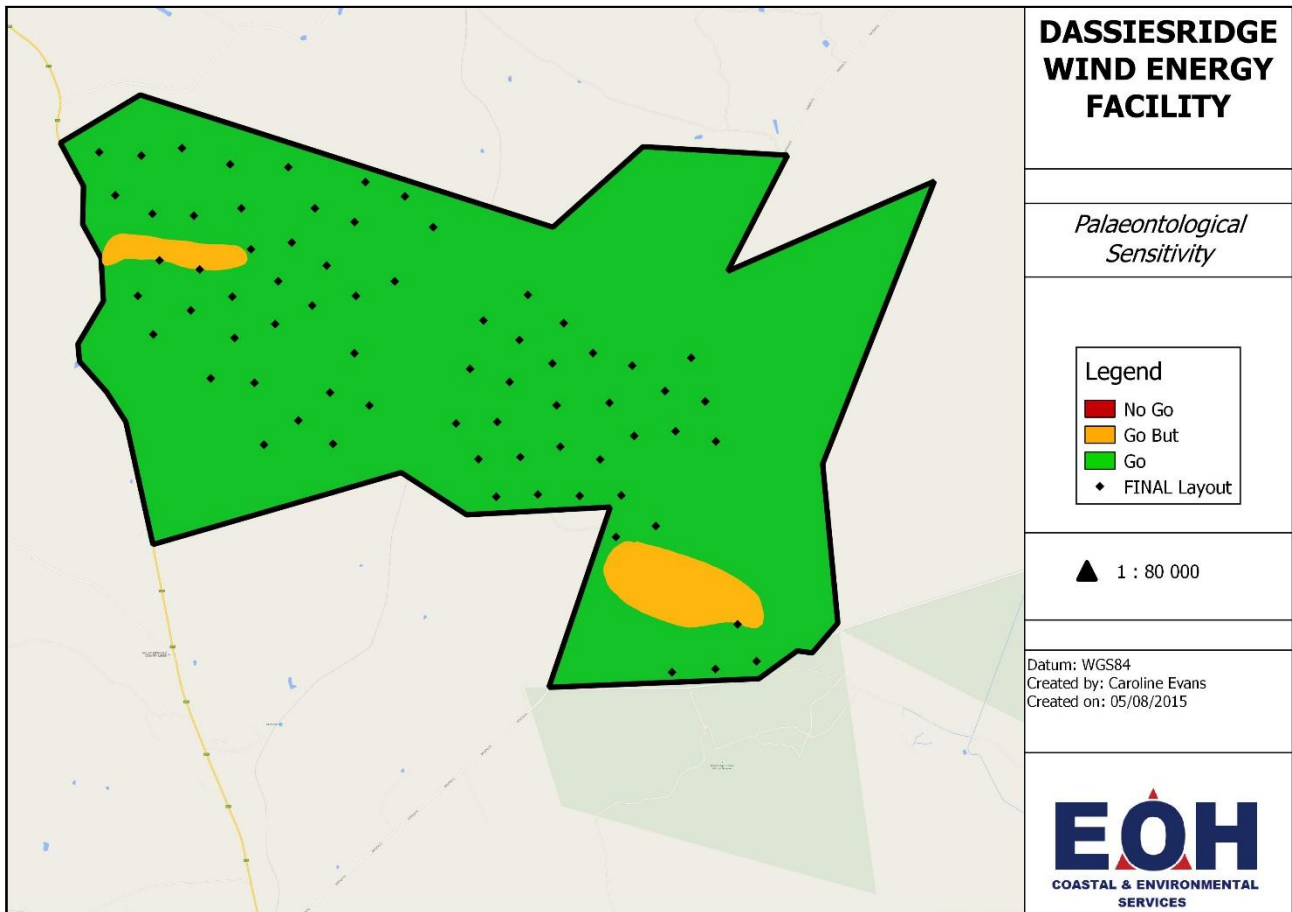 DASSIESRIDGE
WIND ENERGY
FACILITY
Palaeontological
Sensitivity
Legend
No Go
Go But
Go
FINAL Layout
1 : 80 000
Datum: WGS84
Created by: Caroline Evans
Created on: 05/08/2015
EOH
COASTAL & ENVIRONMENTAL
SERVICES